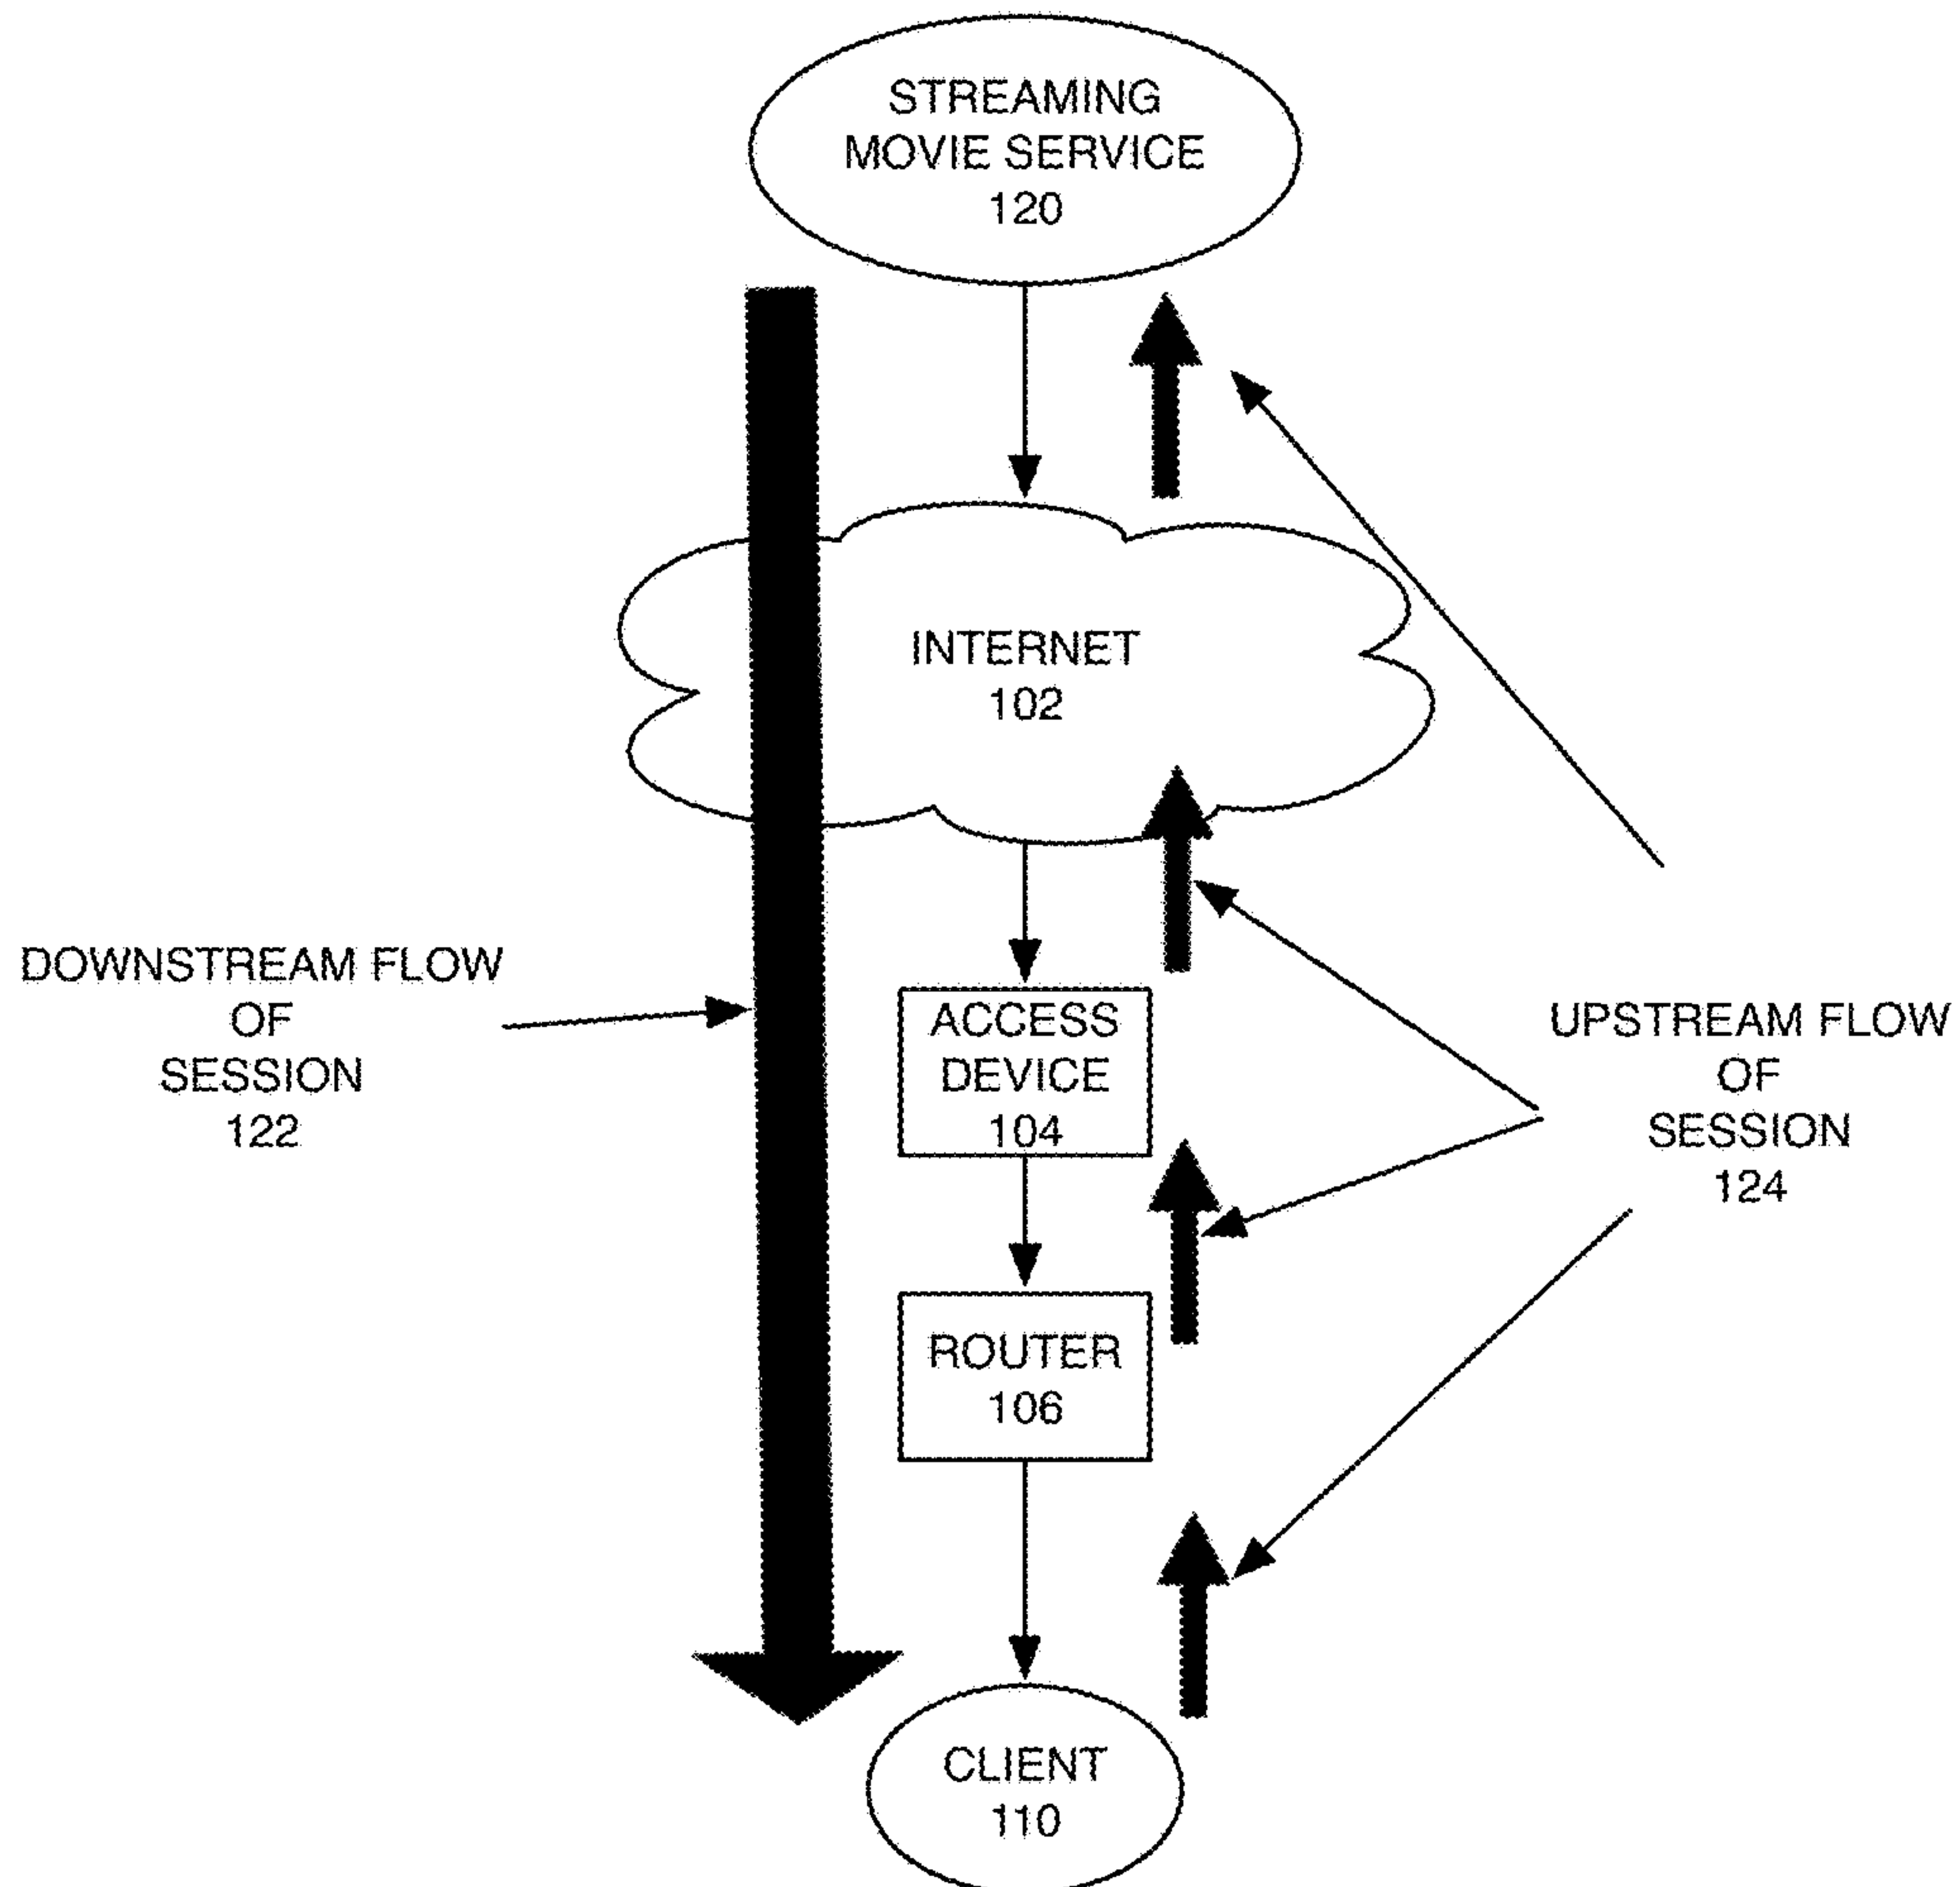 STREAMING
MOVIE SERVICE
120
INTERNET
102
DOWNSTREAM FLOW
OF
SESSION
122
ACCESS
DEVICE
104
UPSTREAM FLOW
OF
SESSION
124
ROUTER
106
CLIENT
110